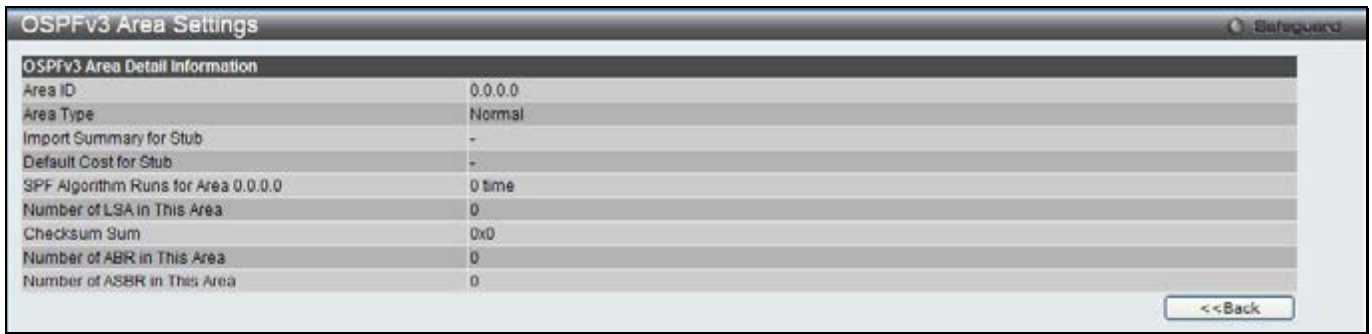 OSPFv3 Area Settings
Safeguard
OSPFv3 Area Detail Information
Area ID 0.0.0.0
Area Type Normal
Import Summary for Stub -
Default Cost for Stub -
SPF Algorithm Runs for Area 0.0.0.0 0 time
Number of LSA in This Area 0
Checksum Sum 0x0
Number of ABR in This Area 0
Number of ASBR in This Area 0
<<Back